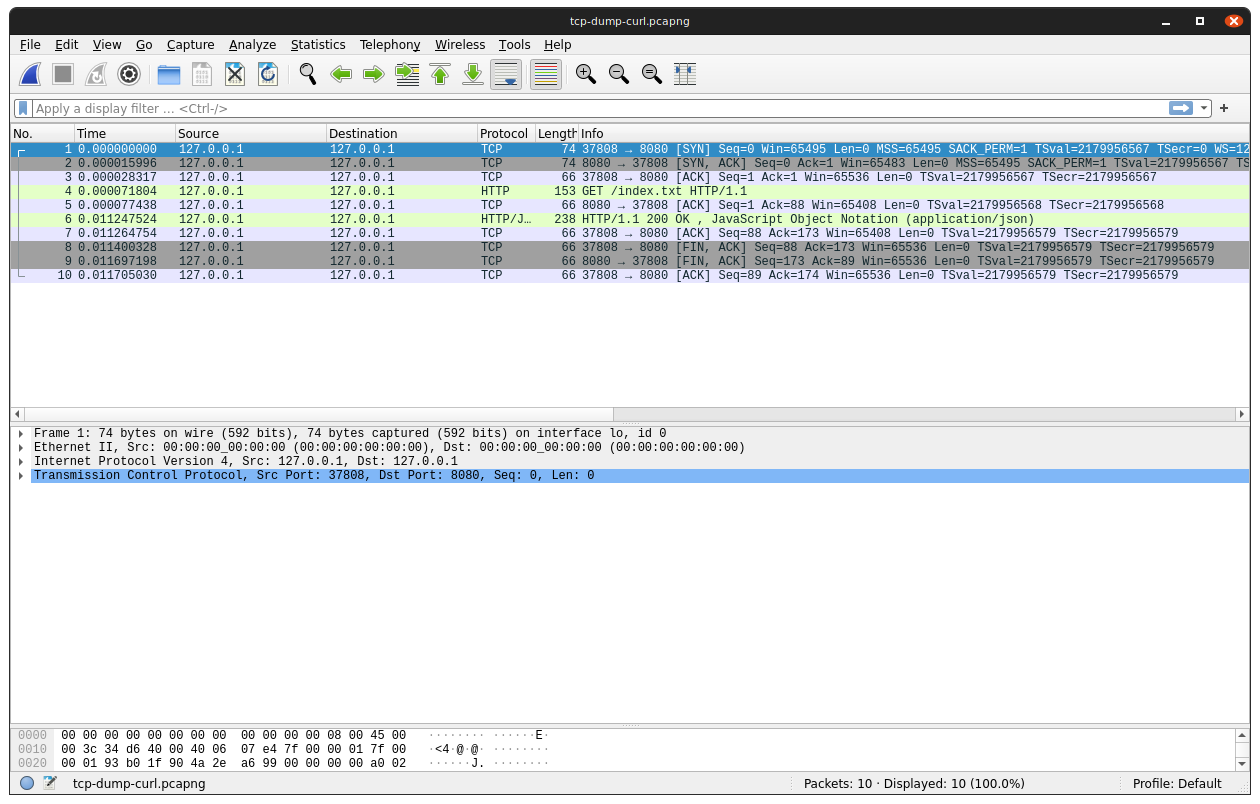 tcp-dump-curl.pcapng
File Edit View Go Capture Analyze Statistics Telephony Wireless Tools Help
Apply a display filter ... <Ctrl-/>
No. Time Source Destination Protocol Length Info
1 0.000000000 127.0.0.1 127.0.0.1 TCP 74 37808 → 8080 [SYN] Seq=0 Win=65495 Len=0 MSS=65495 SACK_PERM=1 TSval=2179956567 TSecr=0 WS=12
2 0.000015996 127.0.0.1 127.0.0.1 TCP 74 8080 → 37808 [SYN, ACK] Seq=0 Ack=1 Win=65483 Len=0 MSS=65495 SACK_PERM=1 TSval=2179956567 TS
3 0.000028317 127.0.0.1 127.0.0.1 TCP 66 37808 → 8080 [ACK] Seq=1 Ack=1 Win=65536 Len=0 TSval=2179956567 TSecr=2179956567
4 0.000071804 127.0.0.1 127.0.0.1 HTTP 153 GET /index.txt HTTP/1.1
5 0.000077438 127.0.0.1 127.0.0.1 TCP 66 8080 → 37808 [ACK] Seq=1 Ack=88 Win=65408 Len=0 TSval=2179956568 TSecr=2179956568
6 0.011247524 127.0.0.1 127.0.0.1 HTTP/J... 238 HTTP/1.1 200 OK , JavaScript Object Notation (application/json)
7 0.011264754 127.0.0.1 127.0.0.1 TCP 66 37808 → 8080 [ACK] Seq=88 Ack=173 Win=65408 Len=0 TSval=2179956579 TSecr=2179956579
8 0.011400328 127.0.0.1 127.0.0.1 TCP 66 37808 → 8080 [FIN, ACK] Seq=88 Ack=173 Win=65536 Len=0 TSval=2179956579 TSecr=2179956579
9 0.011697198 127.0.0.1 127.0.0.1 TCP 66 8080 → 37808 [FIN, ACK] Seq=173 Ack=89 Win=65536 Len=0 TSval=2179956579 TSecr=2179956579
10 0.011705030 127.0.0.1 127.0.0.1 TCP 66 37808 → 8080 [ACK] Seq=89 Ack=174 Win=65536 Len=0 TSval=2179956579 TSecr=2179956579
Frame 1: 74 bytes on wire (592 bits), 74 bytes captured (592 bits) on interface lo, id 0
Ethernet II, Src: 00:00:00_00:00:00 (00:00:00:00:00:00), Dst: 00:00:00_00:00:00 (00:00:00:00:00:00)
Internet Protocol Version 4, Src: 127.0.0.1, Dst: 127.0.0.1
Transmission Control Protocol, Src Port: 37808, Dst Port: 8080, Seq: 0, Len: 0
0000 00 00 00 00 00 00 00 00 00 00 00 00 08 00 45 00 ········ ······E·
0010 00 3c 34 d6 40 00 40 06 07 e4 7f 00 00 01 7f 00 ·<4·@·@· ········
0020 00 01 93 b0 1f 90 4a 2e a6 99 00 00 00 00 a0 02 ······J. ········
tcp-dump-curl.pcapng Packets: 10 · Displayed: 10 (100.0%) Profile: Default